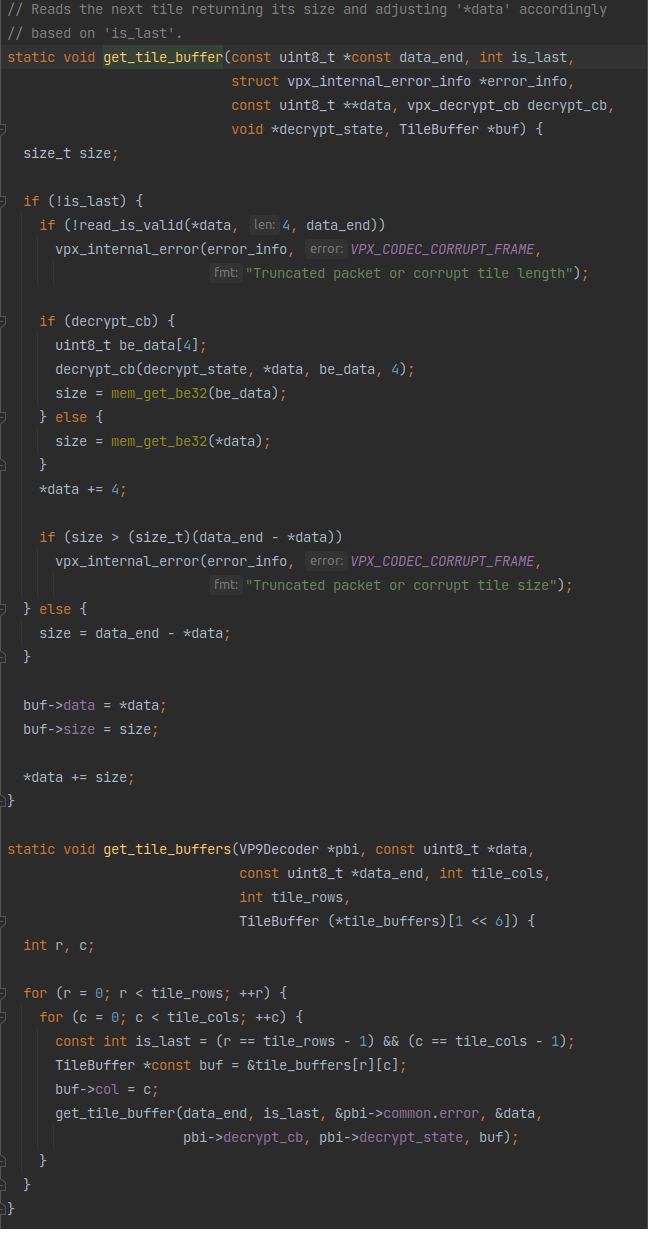 // Reads the next tile returning its size and adjusting '*data' accordingly
// based on 'is_last'.
static void get_tile_buffer(const uint8_t *const data_end, int is_last,
                            struct vpx_internal_error_info *error_info,
                            const uint8_t **data, vpx_decrypt_cb decrypt_cb,
                            void *decrypt_state, TileBuffer *buf) {
  size_t size;

  if (!is_last) {
    if (!read_is_valid(*data, len: 4, data_end))
      vpx_internal_error(error_info, error: VPX_CODEC_CORRUPT_FRAME,
                         fmt: "Truncated packet or corrupt tile length");

    if (decrypt_cb) {
      uint8_t be_data[4];
      decrypt_cb(decrypt_state, *data, be_data, 4);
      size = mem_get_be32(be_data);
    } else {
      size = mem_get_be32(*data);
    }
    *data += 4;

    if (size > (size_t)(data_end - *data))
      vpx_internal_error(error_info, error: VPX_CODEC_CORRUPT_FRAME,
                         fmt: "Truncated packet or corrupt tile size");
  } else {
    size = data_end - *data;
  }

  buf->data = *data;
  buf->size = size;

  *data += size;
}

static void get_tile_buffers(VP9Decoder *pbi, const uint8_t *data,
                             const uint8_t *data_end, int tile_cols,
                             int tile_rows,
                             TileBuffer (*tile_buffers)[1 << 6]) {
  int r, c;

  for (r = 0; r < tile_rows; ++r) {
    for (c = 0; c < tile_cols; ++c) {
      const int is_last = (r == tile_rows - 1) && (c == tile_cols - 1);
      TileBuffer *const buf = &tile_buffers[r][c];
      buf->col = c;
      get_tile_buffer(data_end, is_last, &pbi->common.error, &data,
                      pbi->decrypt_cb, pbi->decrypt_state, buf);
    }
  }
}